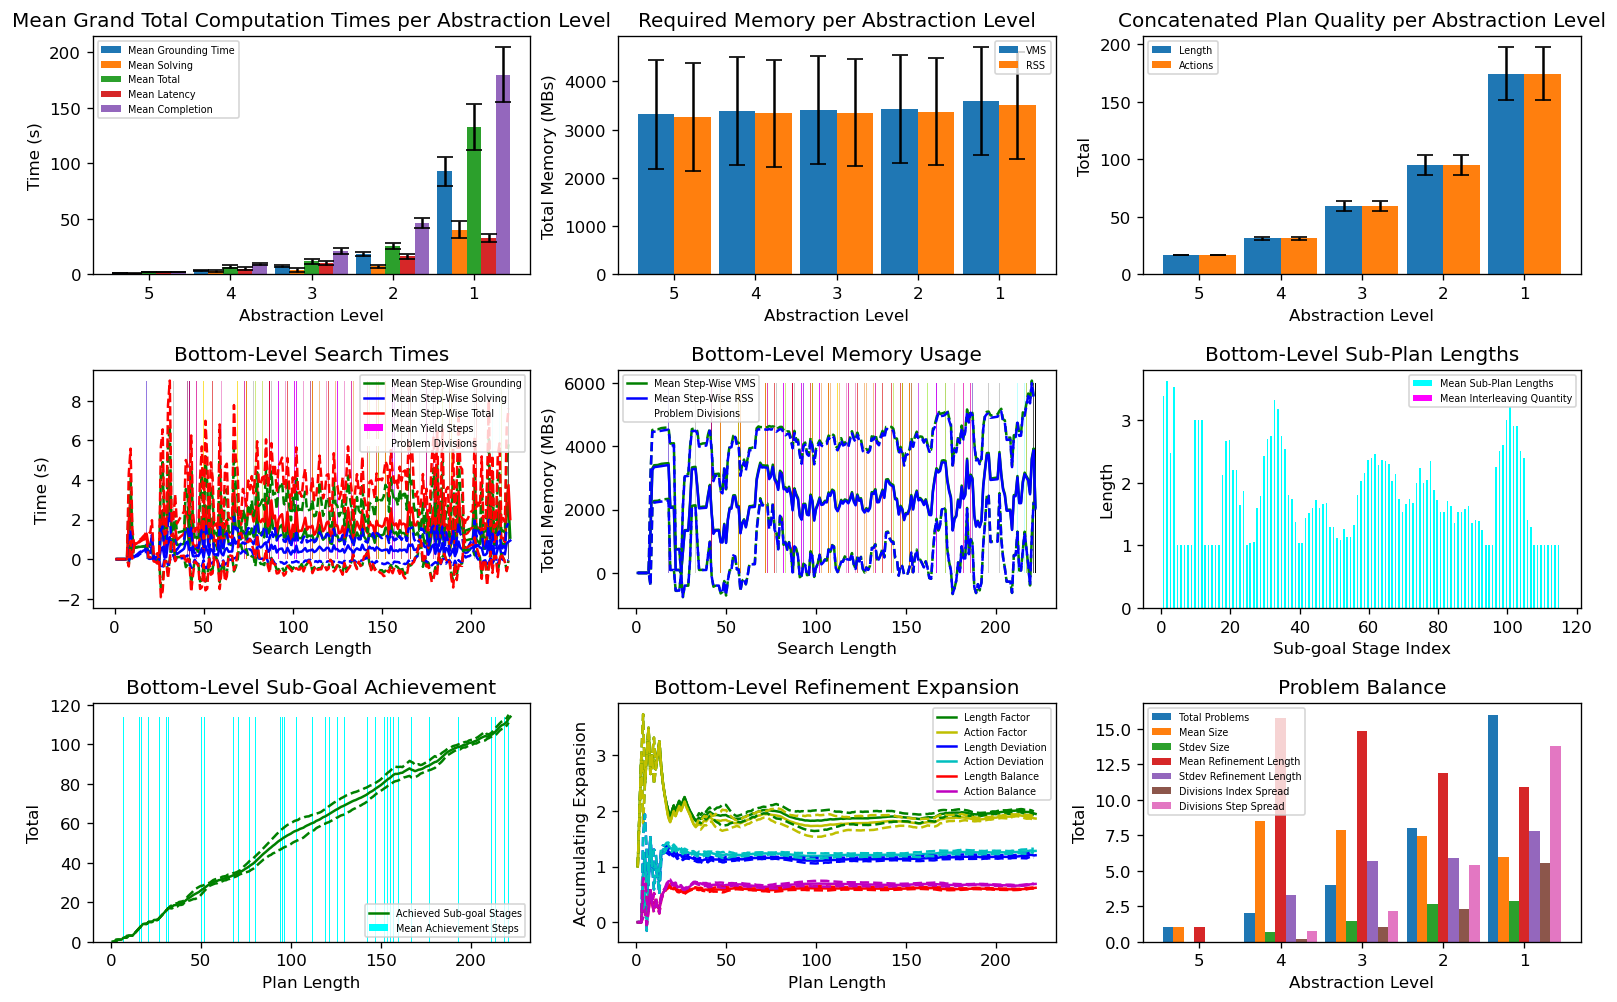 Mean Grand Total Computation Times per Abstraction Level
200
150
100
50
0
Time (s)
Mean Grounding Time
Mean Solving
Mean Total
Mean Latency
Mean Completion
5 4 3 2 1
Abstraction Level
Required Memory per Abstraction Level
4000
3000
2000
1000
0
Total Memory (MBs)
VMS
RSS
5 4 3 2 1
Abstraction Level
Concatenated Plan Quality per Abstraction Level
200
150
100
50
0
Total
Length
Actions
5 4 3 2 1
Abstraction Level
Bottom-Level Search Times
8
6
4
2
0
−2
Time (s)
Mean Step-Wise Grounding
Mean Step-Wise Solving
Mean Step-Wise Total
Mean Yield Steps
Problem Divisions
0 50 100 150 200
Search Length
Bottom-Level Memory Usage
6000
4000
2000
0
Total Memory (MBs)
Mean Step-Wise VMS
Mean Step-Wise RSS
Problem Divisions
0 50 100 150 200
Search Length
Bottom-Level Sub-Plan Lengths
3
2
1
0
Length
Mean Sub-Plan Lengths
Mean Interleaving Quantity
0 20 40 60 80 100 120
Sub-goal Stage Index
Bottom-Level Sub-Goal Achievement
120
100
80
60
40
20
0
Total
Achieved Sub-goal Stages
Mean Achievement Steps
0 50 100 150 200
Plan Length
Bottom-Level Refinement Expansion
3
2
1
0
Accumulating Expansion
Length Factor
Action Factor
Length Deviation
Action Deviation
Length Balance
Action Balance
0 50 100 150 200
Plan Length
Problem Balance
15.0
12.5
10.0
7.5
5.0
2.5
0.0
Total
Total Problems
Mean Size
Stdev Size
Mean Refinement Length
Stdev Refinement Length
Divisions Index Spread
Divisions Step Spread
5 4 3 2 1
Abstraction Level